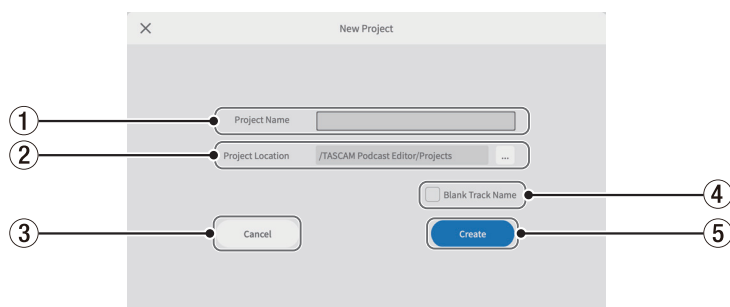 New Project
① Project Name
② Project Location /TASCAM Podcast Editor/Projects ...
Blank Track Name ④
③ Cancel Create ⑤